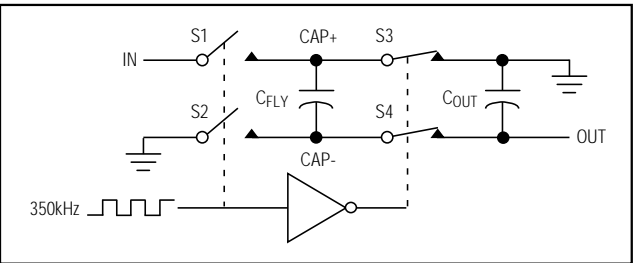 S1 CAP+ S3
IN
CFLY COUT
S2 S4
OUT
CAP-
350kHz